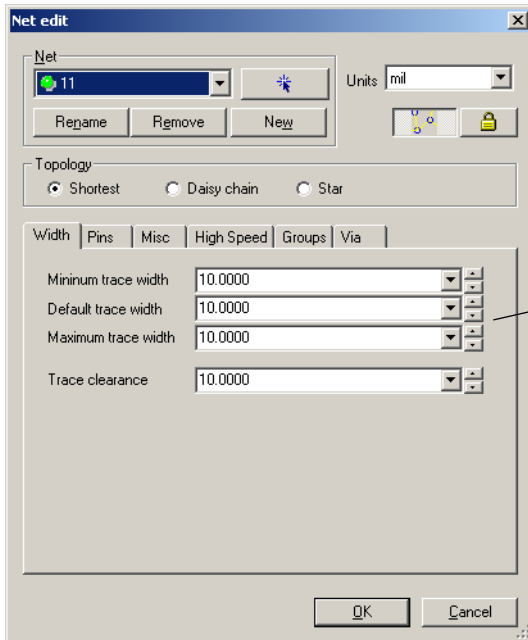 Net edit
Net
11
Units mil
Rename Remove New
Topology
Shortest Daisy chain Star
Width Pins Misc High Speed Groups Via
Mininum trace width 10.0000
Default trace width 10.0000
Maximum trace width 10.0000
Trace clearance 10.0000
OK Cancel